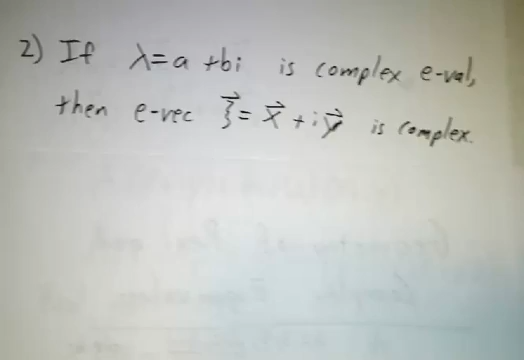 2) If λ=a+bi is complex e-val,
then e-vec ξ⃗ = x⃗ + iy⃗ is complex.